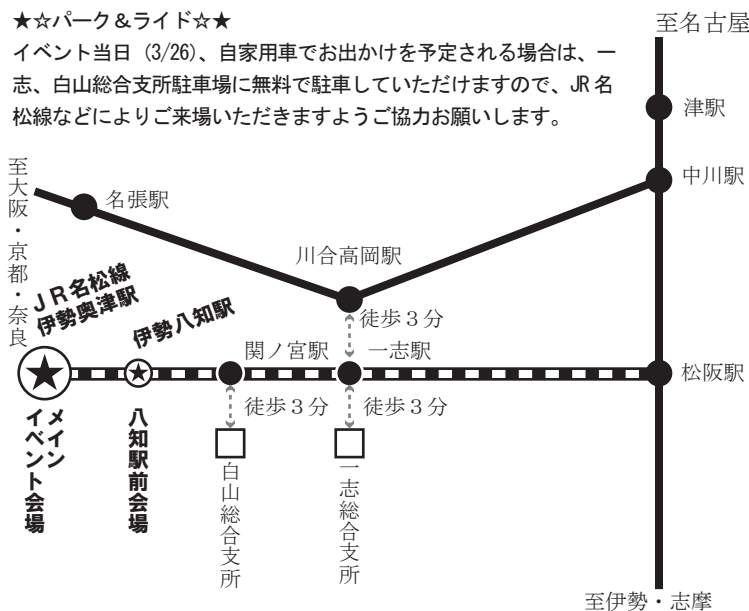 ★☆パーク＆ライド☆★
イベント当日（3/26）、自家用車でお出かけを予定される場合は、一
志、白山総合支所駐車場に無料で駐車していただけますので、JR 名
松線などによりご来場いただきますようご協力お願いします。
至名古屋
津駅
中川駅
至大阪・京都・奈良
名張駅
川合高岡駅
徒歩３分
ＪＲ名松線
伊勢奥津駅
伊勢八知駅
関ノ宮駅
一志駅
松阪駅
徒歩３分
徒歩３分
メイン
イベント会場
八知駅前会場
白山総合支所
一志総合支所
至伊勢・志摩